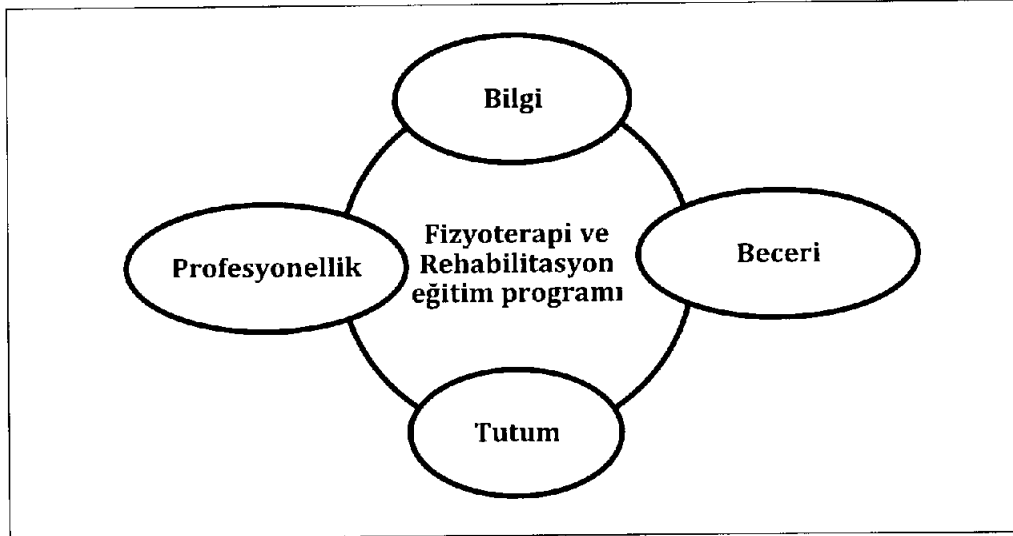 Bilgi
Profesyonellik
Fizyoterapi ve
Rehabilitasyon
eğitim programı
Beceri
Tutum